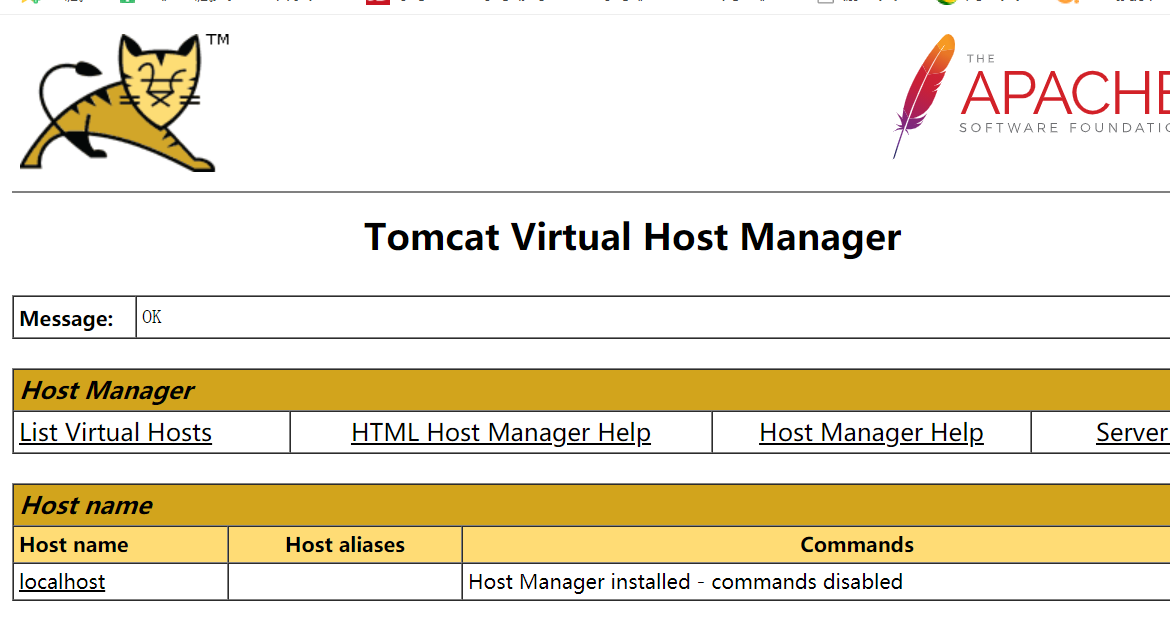 TM
THE
APACHE
SOFTWARE FOUNDATIO
Tomcat Virtual Host Manager
Message: OK
Host Manager
List Virtual Hosts HTML Host Manager Help Host Manager Help Server
Host name
Host name Host aliases Commands
localhost Host Manager installed - commands disabled